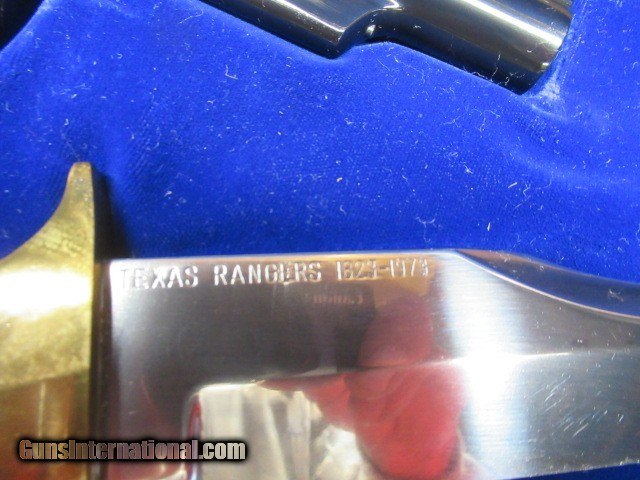 TEXAS RANGERS 1823-1973
GunsInternational.com